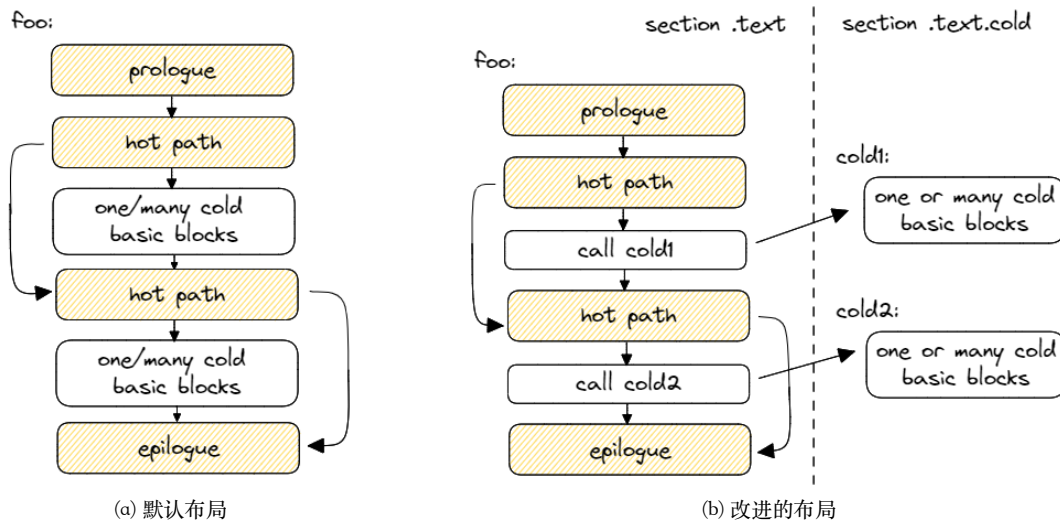 foo:
prologue
hot path
one/many cold
basic blocks
hot path
one/many cold
basic blocks
epilogue
(a) 默认布局
section .text
section .text.cold
foo:
prologue
hot path
call cold1
hot path
call cold2
epilogue
cold1:
one or many cold
basic blocks
cold2:
one or many cold
basic blocks
(b) 改进的布局